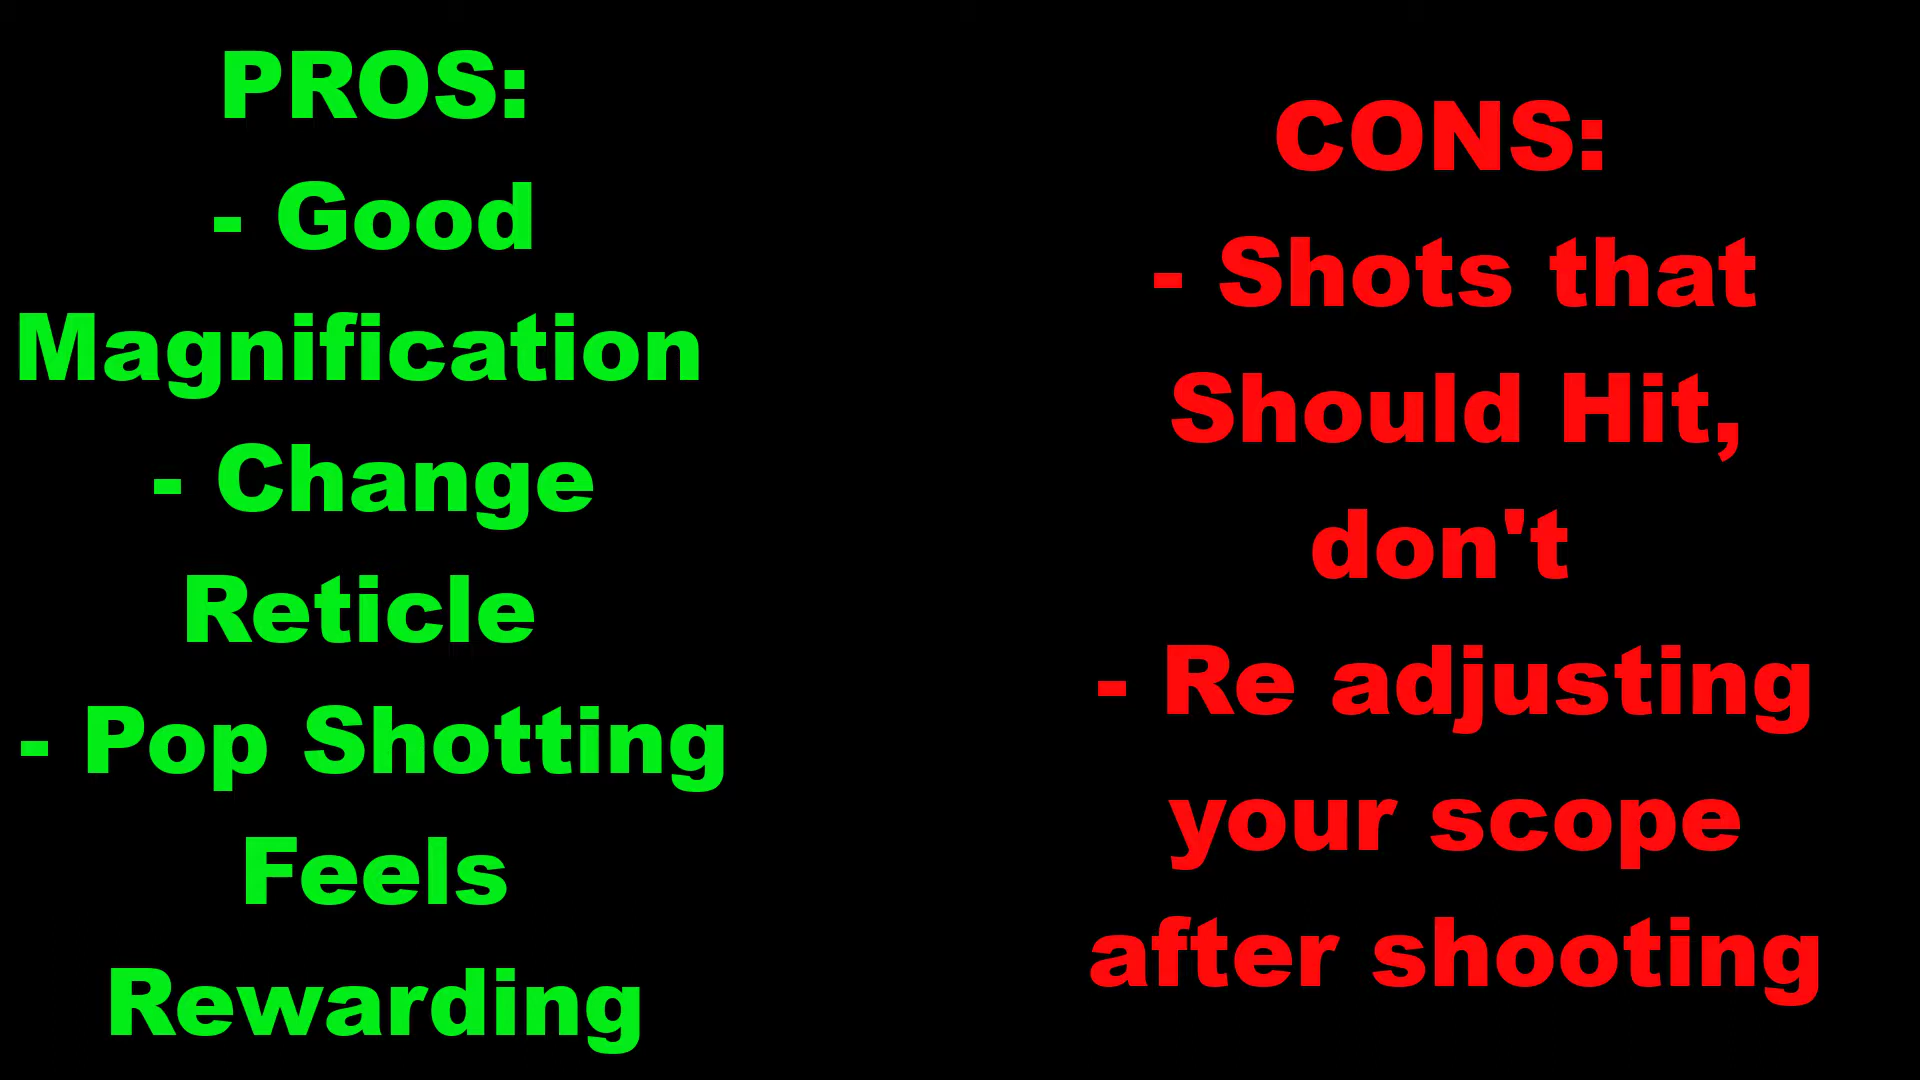 PROS:
- Good
Magnification
- Change
Reticle
- Pop Shotting
Feels
Rewarding
CONS:
- Shots that
Should Hit,
don't
- Re adjusting
your scope
after shooting